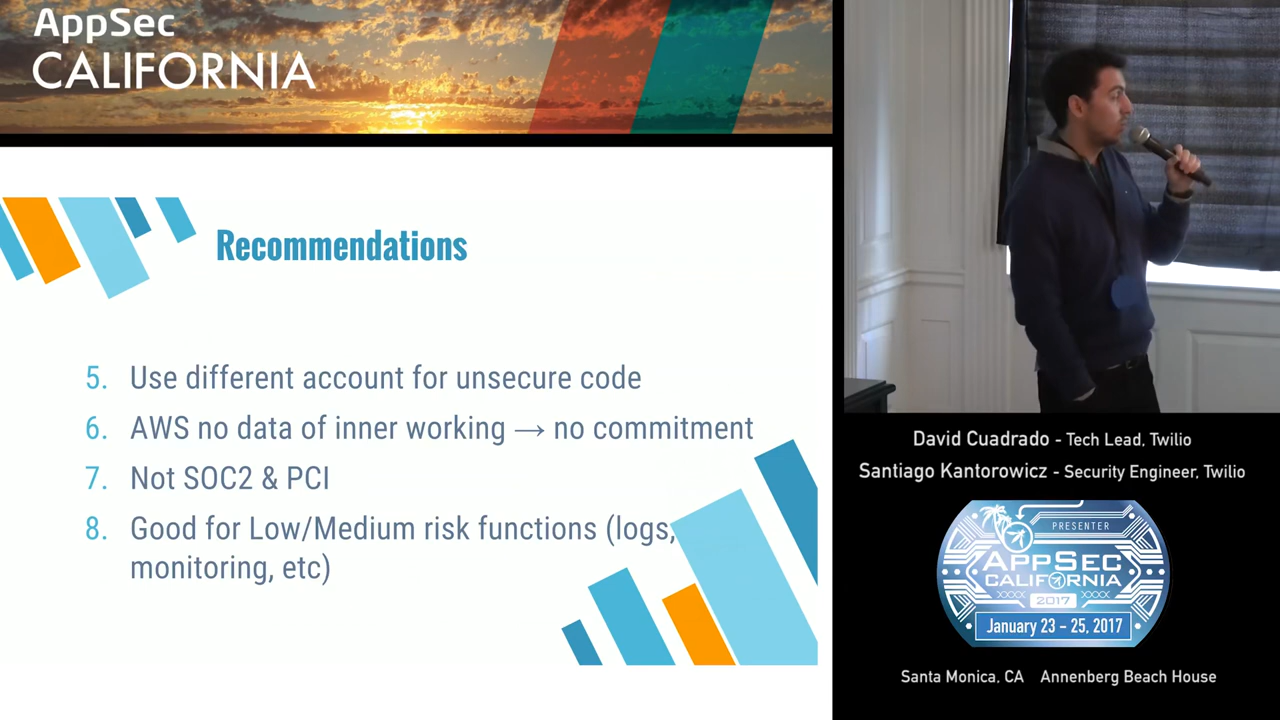 AppSec
CALIFORNIA
Recommendations
5. Use different account for unsecure code
6. AWS no data of inner working → no commitment
7. Not SOC2 & PCI
8. Good for Low/Medium risk functions (logs,
monitoring, etc)
David Cuadrado - Tech Lead, Twilio
Santiago Kantorowicz - Security Engineer, Twilio
PRESENTER
APPSEC
CALIFORNIA
2017
January 23 - 25, 2017
Santa Monica, CA Annenberg Beach House